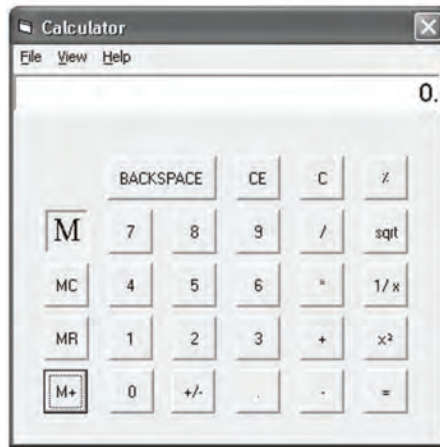 Calculator
File View Help
0.
BACKSPACE CE C %
M 7 8 9 / sqrt
MC 4 5 6 * 1/x
MR 1 2 3 + x²
M+ 0 +/- . - =